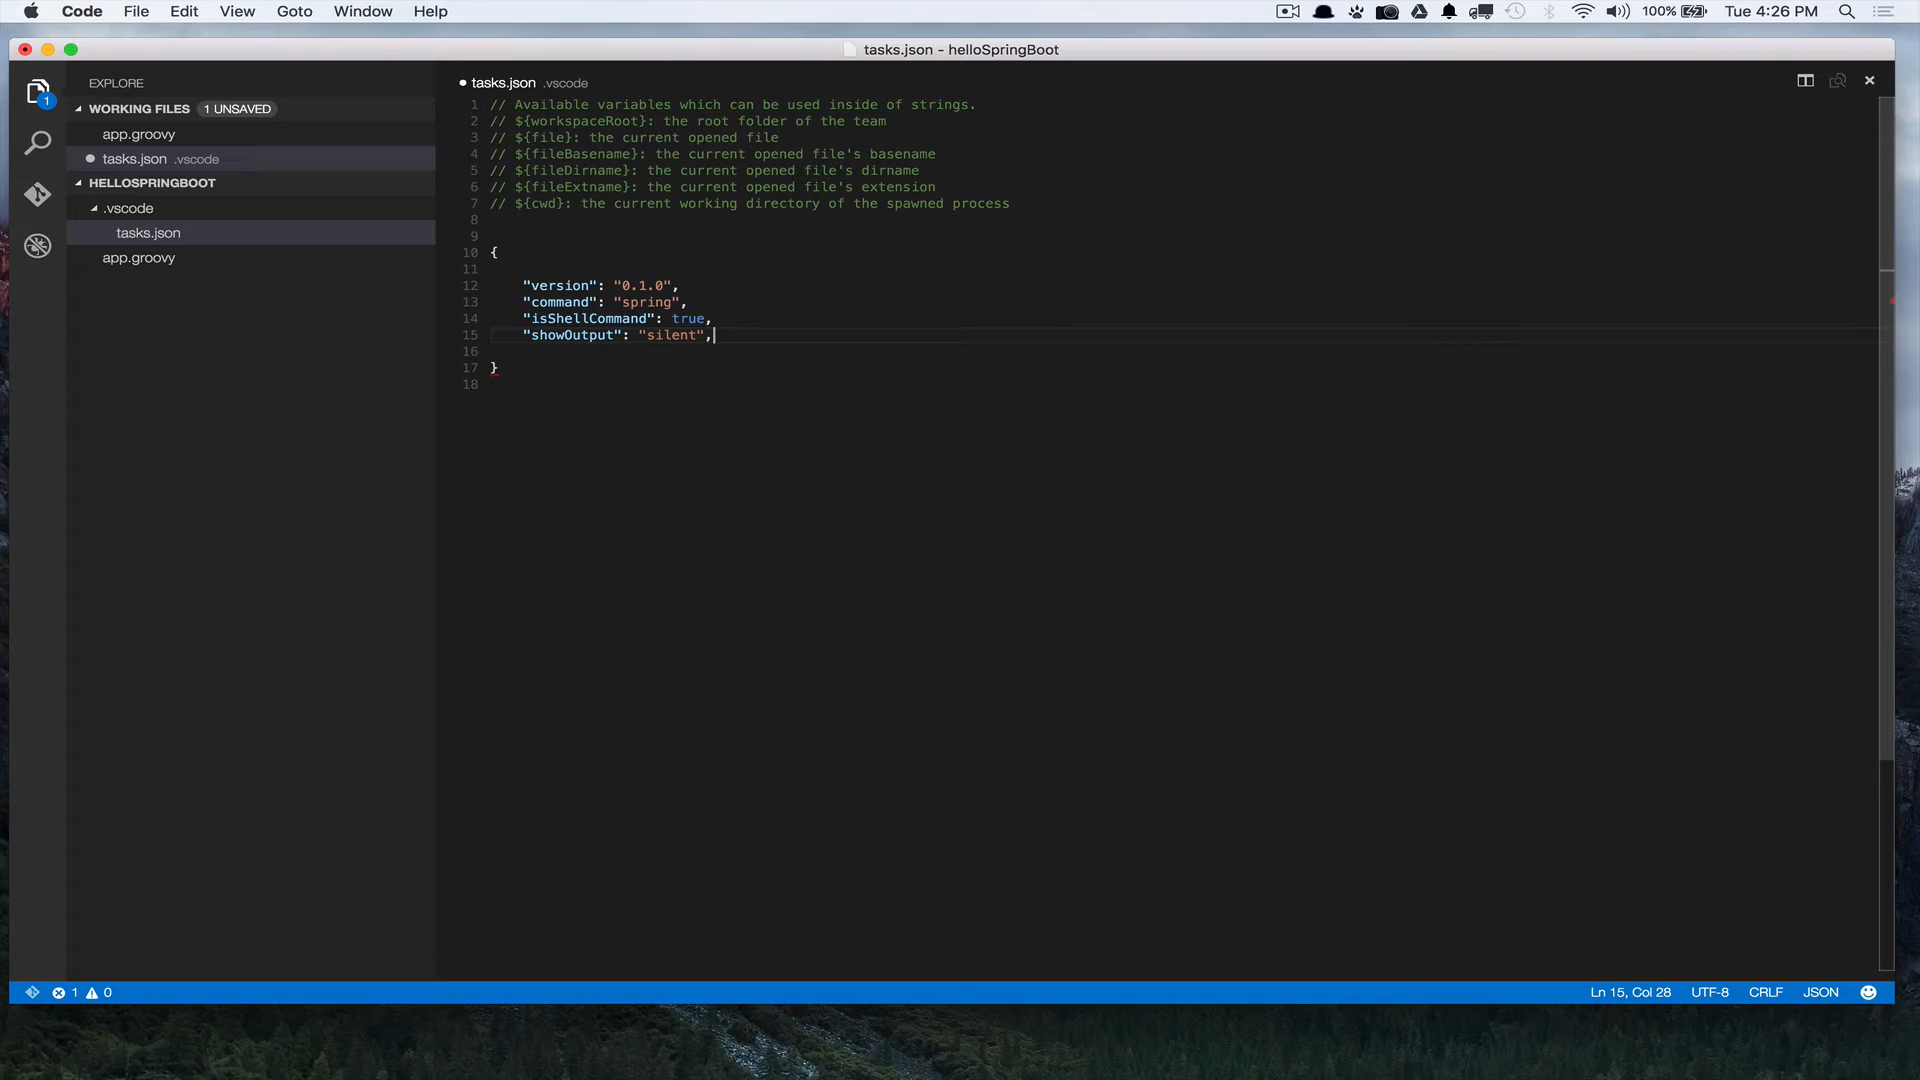 Code File Edit View Goto Window Help 100% Tue 4:26 PM
tasks.json - helloSpringBoot
EXPLORE
WORKING FILES 1 UNSAVED
app.groovy
tasks.json .vscode
HELLOSPRINGBOOT
.vscode
tasks.json
app.groovy
1
tasks.json .vscode
1 // Available variables which can be used inside of strings.
2 // ${workspaceRoot}: the root folder of the team
3 // ${file}: the current opened file
4 // ${fileBasename}: the current opened file's basename
5 // ${fileDirname}: the current opened file's dirname
6 // ${fileExtname}: the current opened file's extension
7 // ${cwd}: the current working directory of the spawned process
8
9
10 {
11
12 "version": "0.1.0",
13 "command": "spring",
14 "isShellCommand": true,
15 "showOutput": "silent",
16
17 }
18
1 0 Ln 15, Col 28 UTF-8 CRLF JSON